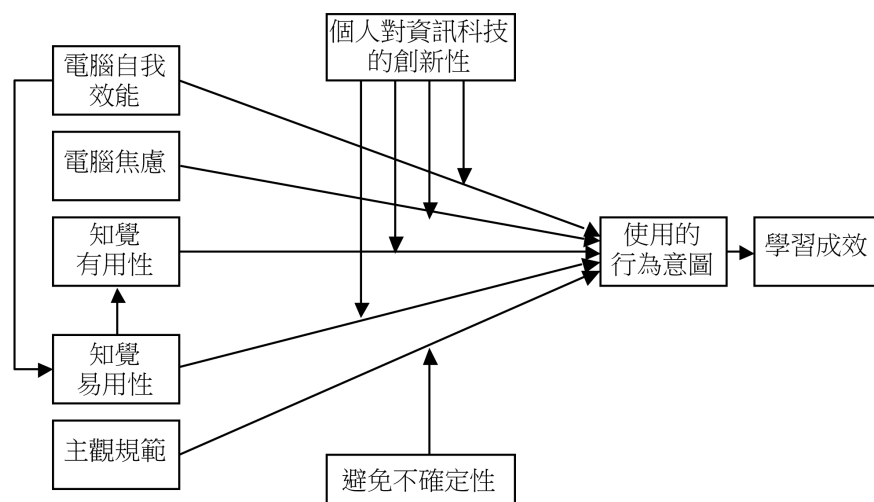 個人對資訊科技
的創新性
電腦自我
效能
電腦焦慮
知覺
有用性
使用的
行為意圖
學習成效
知覺
易用性
主觀規範
避免不確定性